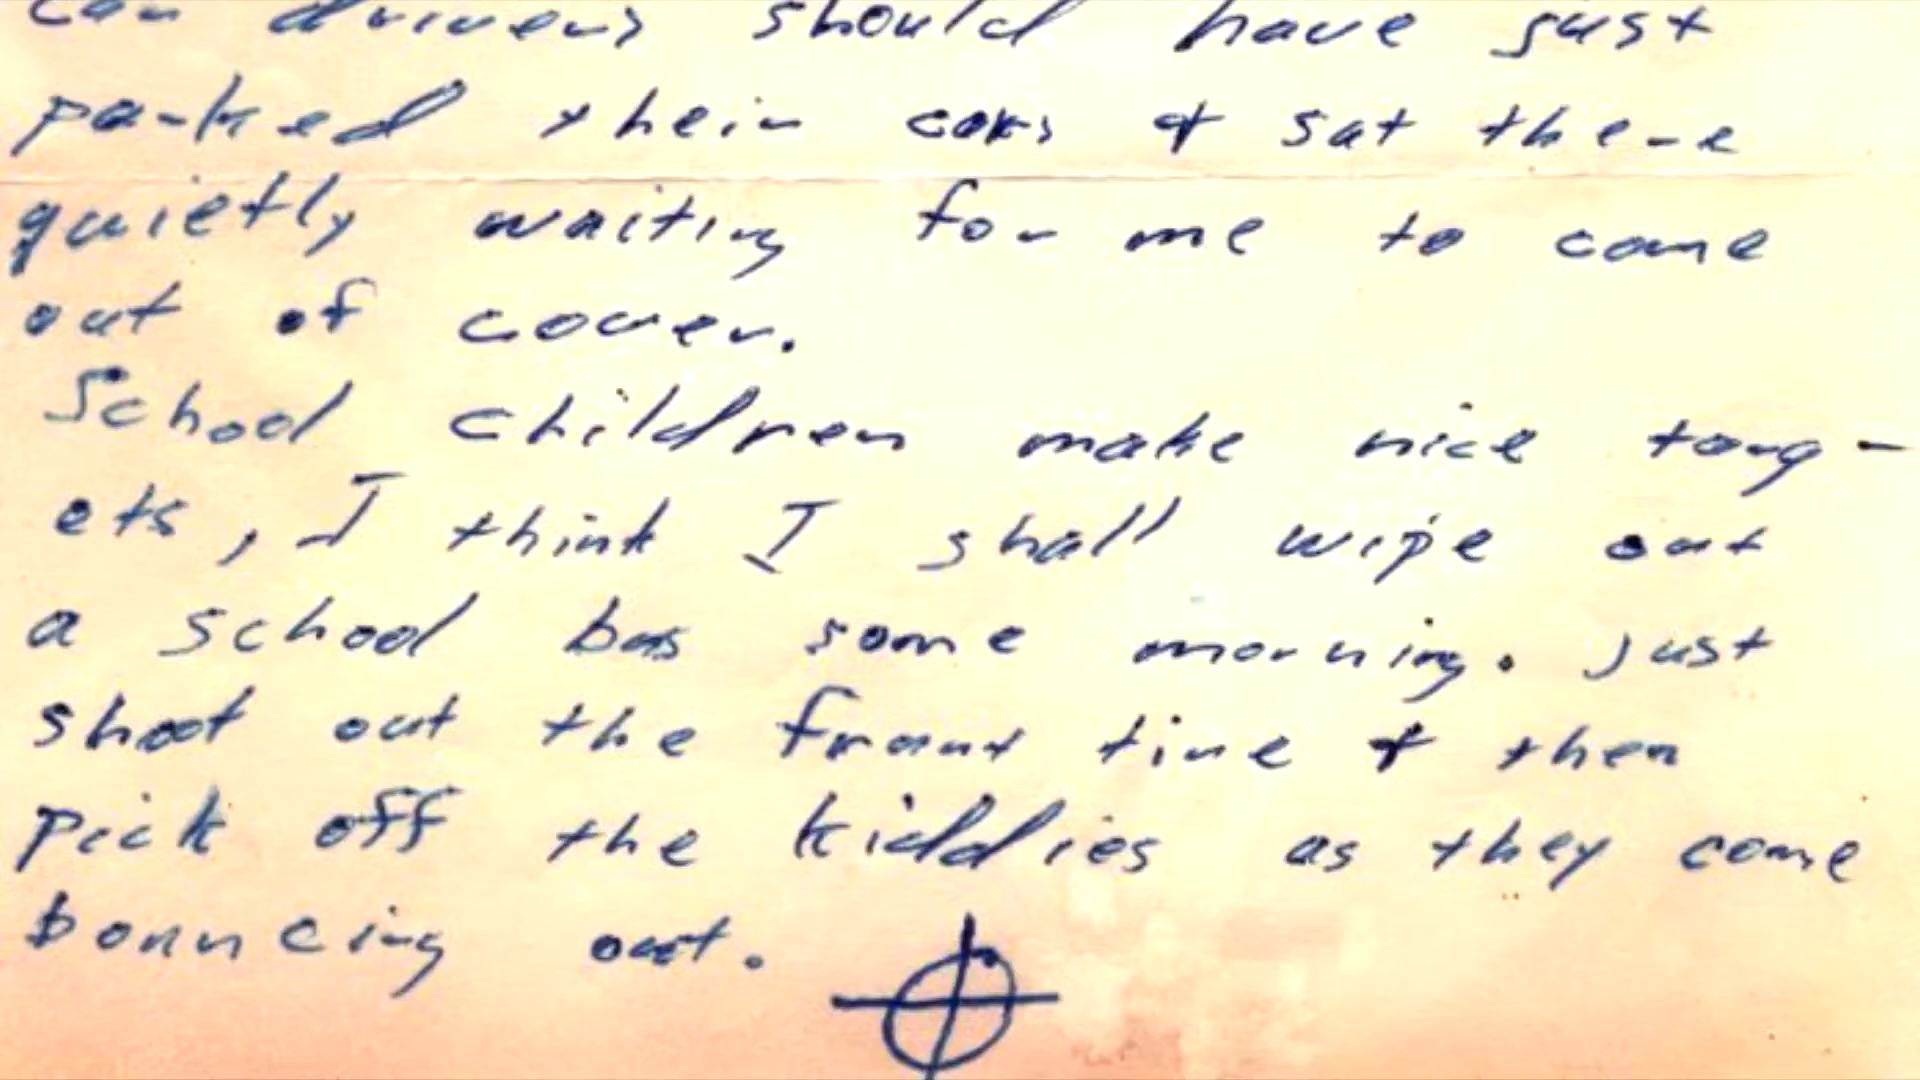 car drivers should have just
parked their cars & sat there
quietly waiting for me to come
out of cover.
School children make nice targ-
ets, I think I shall wipe out
a school bus some morning. Just
shoot out the front tire & then
pick off the kiddies as they come
bouncing out.